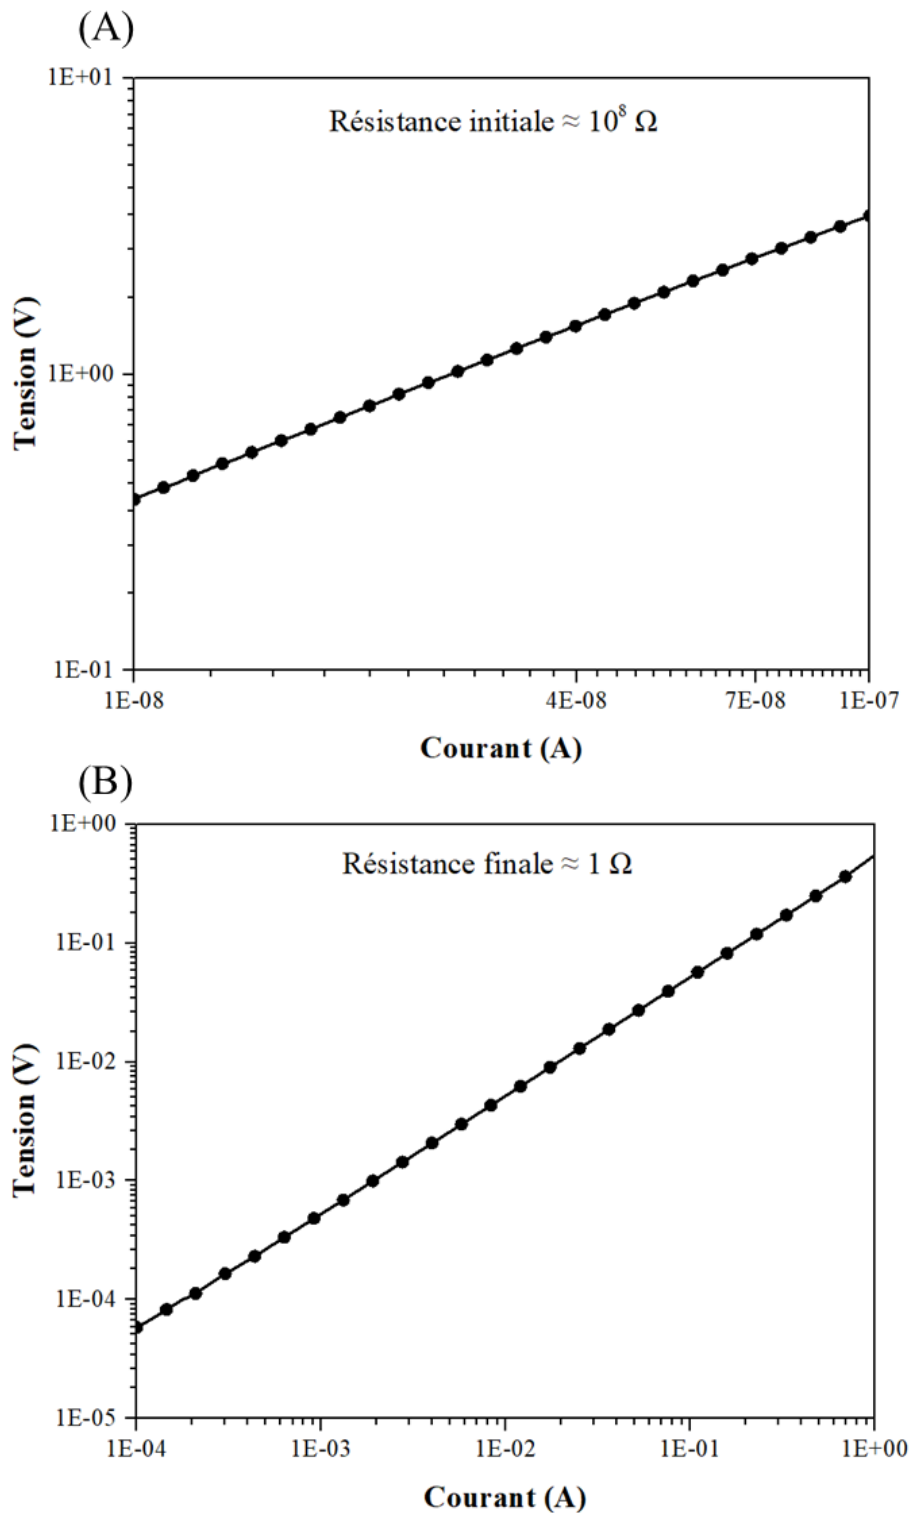 (A)
1E+01
Résistance initiale ≈ 10⁸ Ω
Tension (V)
1E+00
1E-01
1E-08 4E-08 7E-08 1E-07
Courant (A)
(B)
1E+00
Résistance finale ≈ 1 Ω
1E-01
Tension (V)
1E-02
1E-03
1E-04
1E-05
1E-04 1E-03 1E-02 1E-01 1E+00
Courant (A)